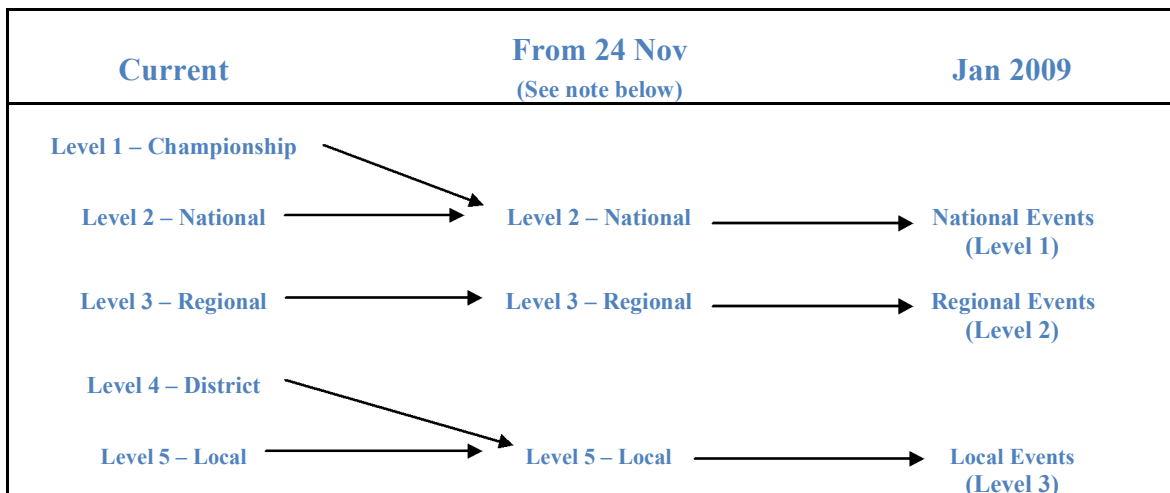 Current
From 24 Nov
(See note below)
Jan 2009
Level 1 – Championship
Level 2 – National
Level 2 – National
National Events
(Level 1)
Level 3 – Regional
Level 3 – Regional
Regional Events
(Level 2)
Level 4 – District
Level 5 – Local
Level 5 – Local
Local Events
(Level 3)